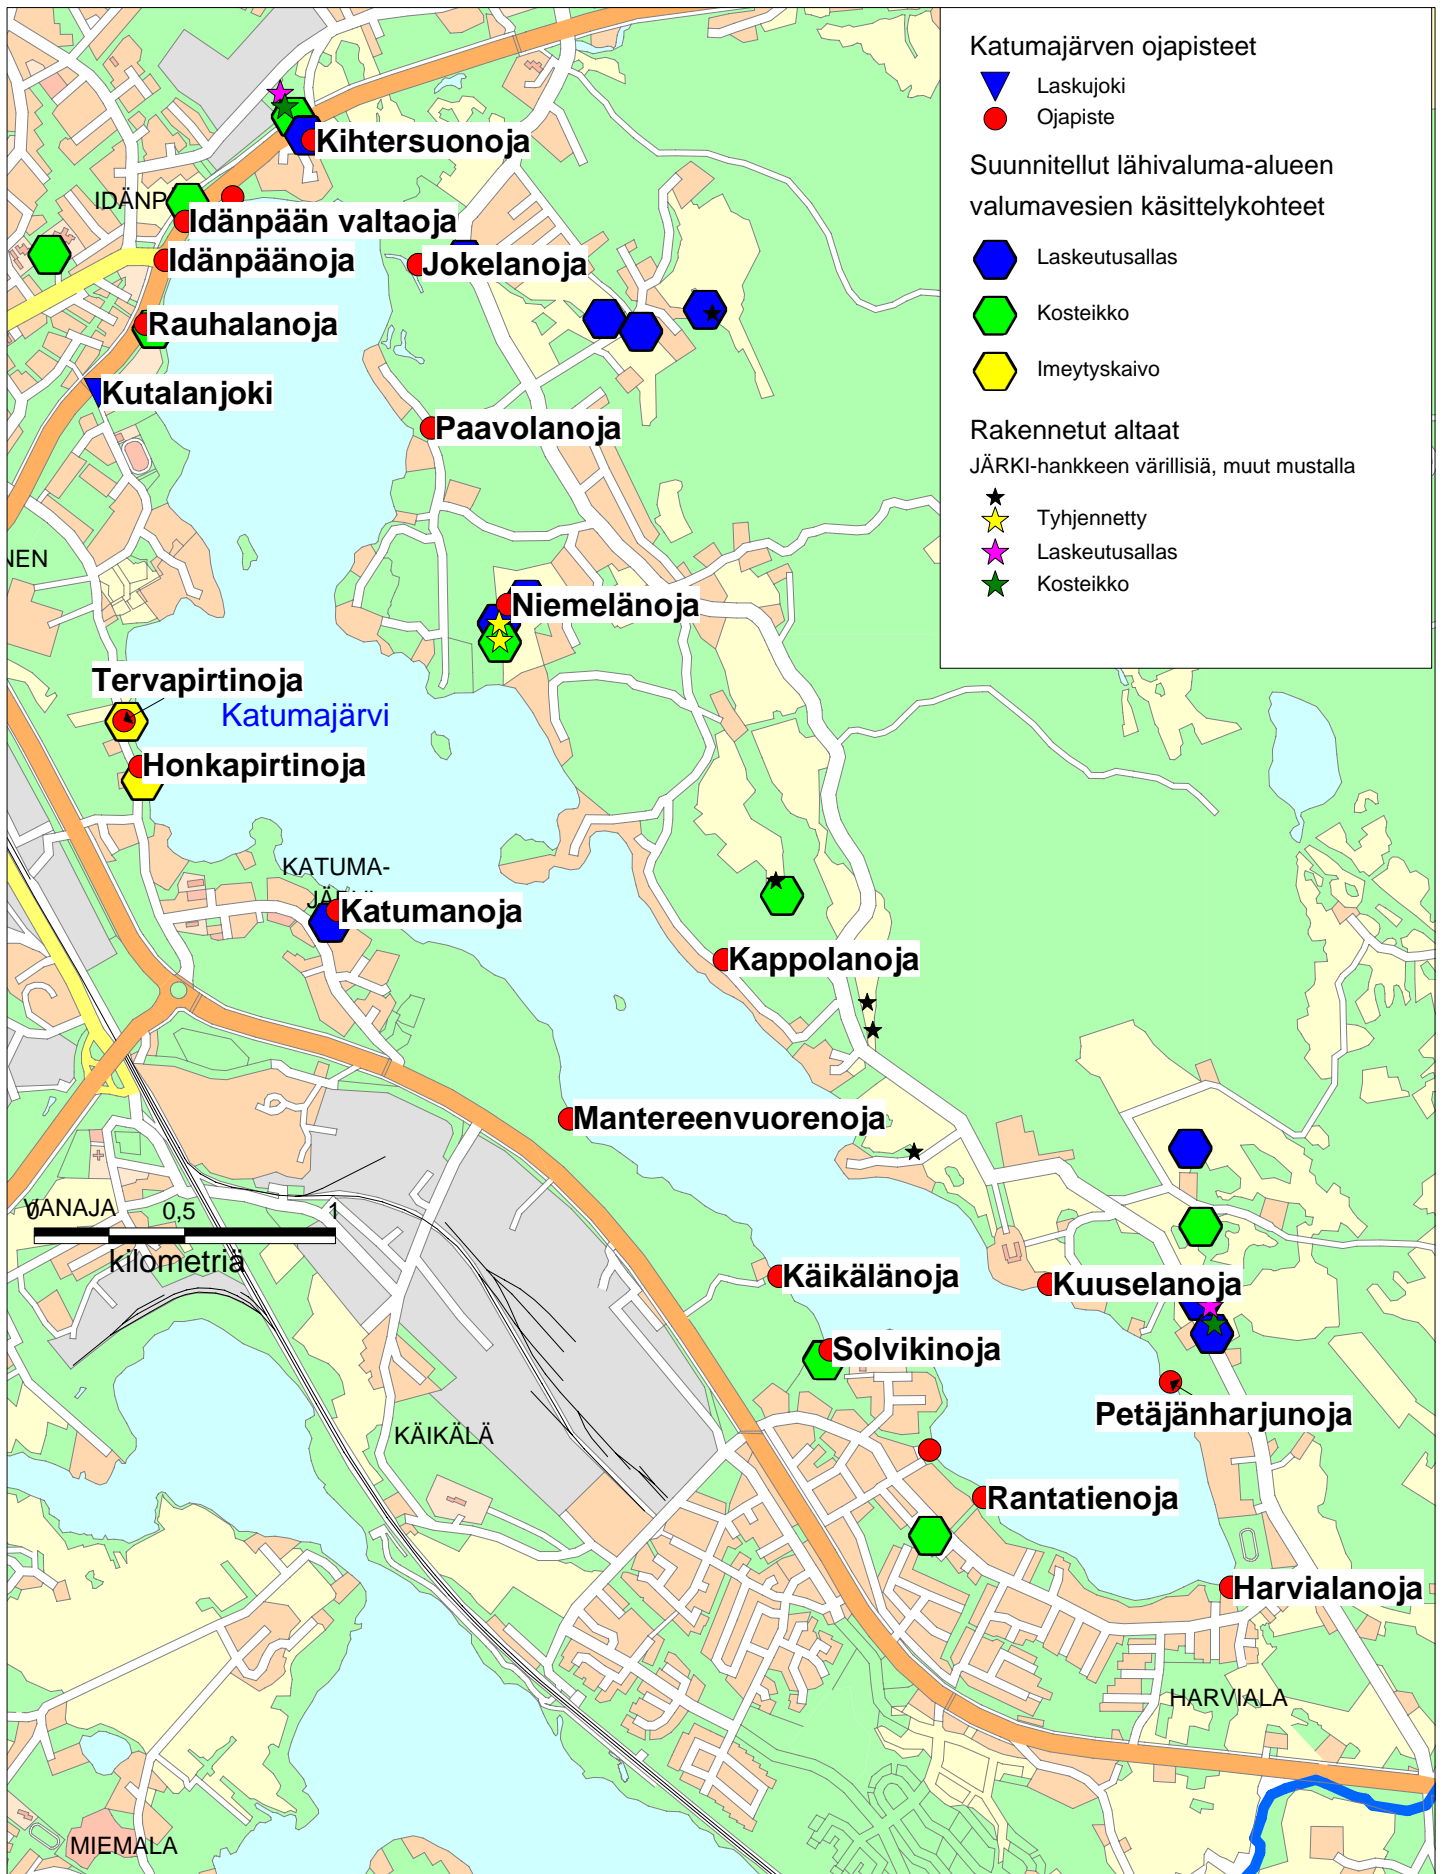 Katumajärven ojapisteet
Laskujoki
Ojapiste
Suunnitellut lähivaluma-alueen
valumavesien käsittelykohteet
Laskeutusallas
Kosteikko
Imeytyskaivo
Rakennetut altaat
JÄRKI-hankkeen värillisiä, muut mustalla
Tyhjennetty
Laskeutusallas
Kosteikko
Kihtersuonoja
IDÄNP
Idänpään valtaoja
Idänpäänoja
Jokelanoja
Rauhalanoja
Kutalanjoki
Paavolanoja
NEN
Niemelänoja
Tervapirtinoja
Katumajärvi
Honkapirtinoja
KATUMA-
Katumanoja
Kappolanoja
Mantereenvuorenoja
VANAJA
0 0,5 1
kilometriä
Käikälänoja
Kuuselanoja
Solvikinoja
Petäjänharjunoja
KÄIKÄLÄ
Rantatienoja
Harvialanoja
HARVIALA
MIEMALA